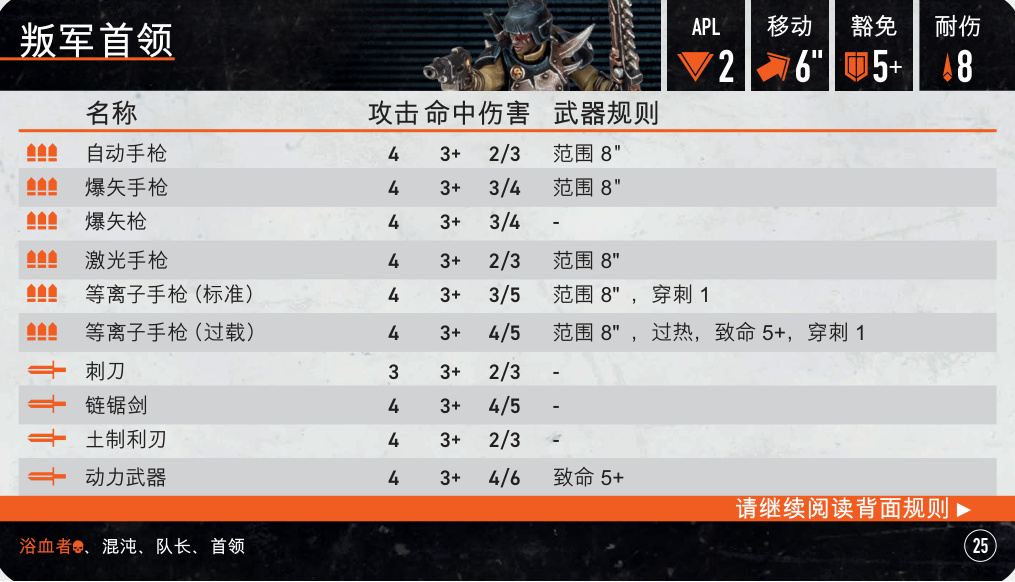 叛军首领 APL 2 移动 6" 豁免 5+ 耐伤 8
名称 攻击 命中 伤害 武器规则
自动手枪 4 3+ 2/3 范围 8"
爆矢手枪 4 3+ 3/4 范围 8"
爆矢枪 4 3+ 3/4 -
激光手枪 4 3+ 2/3 范围 8"
等离子手枪（标准） 4 3+ 3/5 范围 8" ，穿刺 1
等离子手枪（过载） 4 3+ 4/5 范围 8" ，过热，致命 5+，穿刺 1
刺刀 3 3+ 2/3 -
链锯剑 4 3+ 4/5 -
土制利刃 4 3+ 2/3 -
动力武器 4 3+ 4/6 致命 5+
请继续阅读背面规则 ▶
浴血者、混沌、队长、首领 25